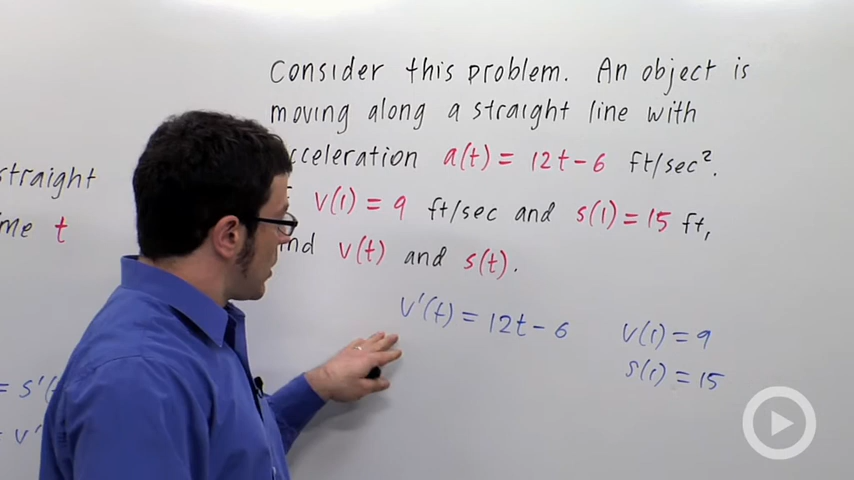 Consider this problem. An object is
moving along a straight line with
cceleration a(t) = 12t - 6 ft/sec².
v(1) = 9 ft/sec and s(1) = 15 ft,
nd v(t) and s(t).
straight
me t
v'(t) = 12t - 6 v(1) = 9
s(1) = 15
= s'(
v'